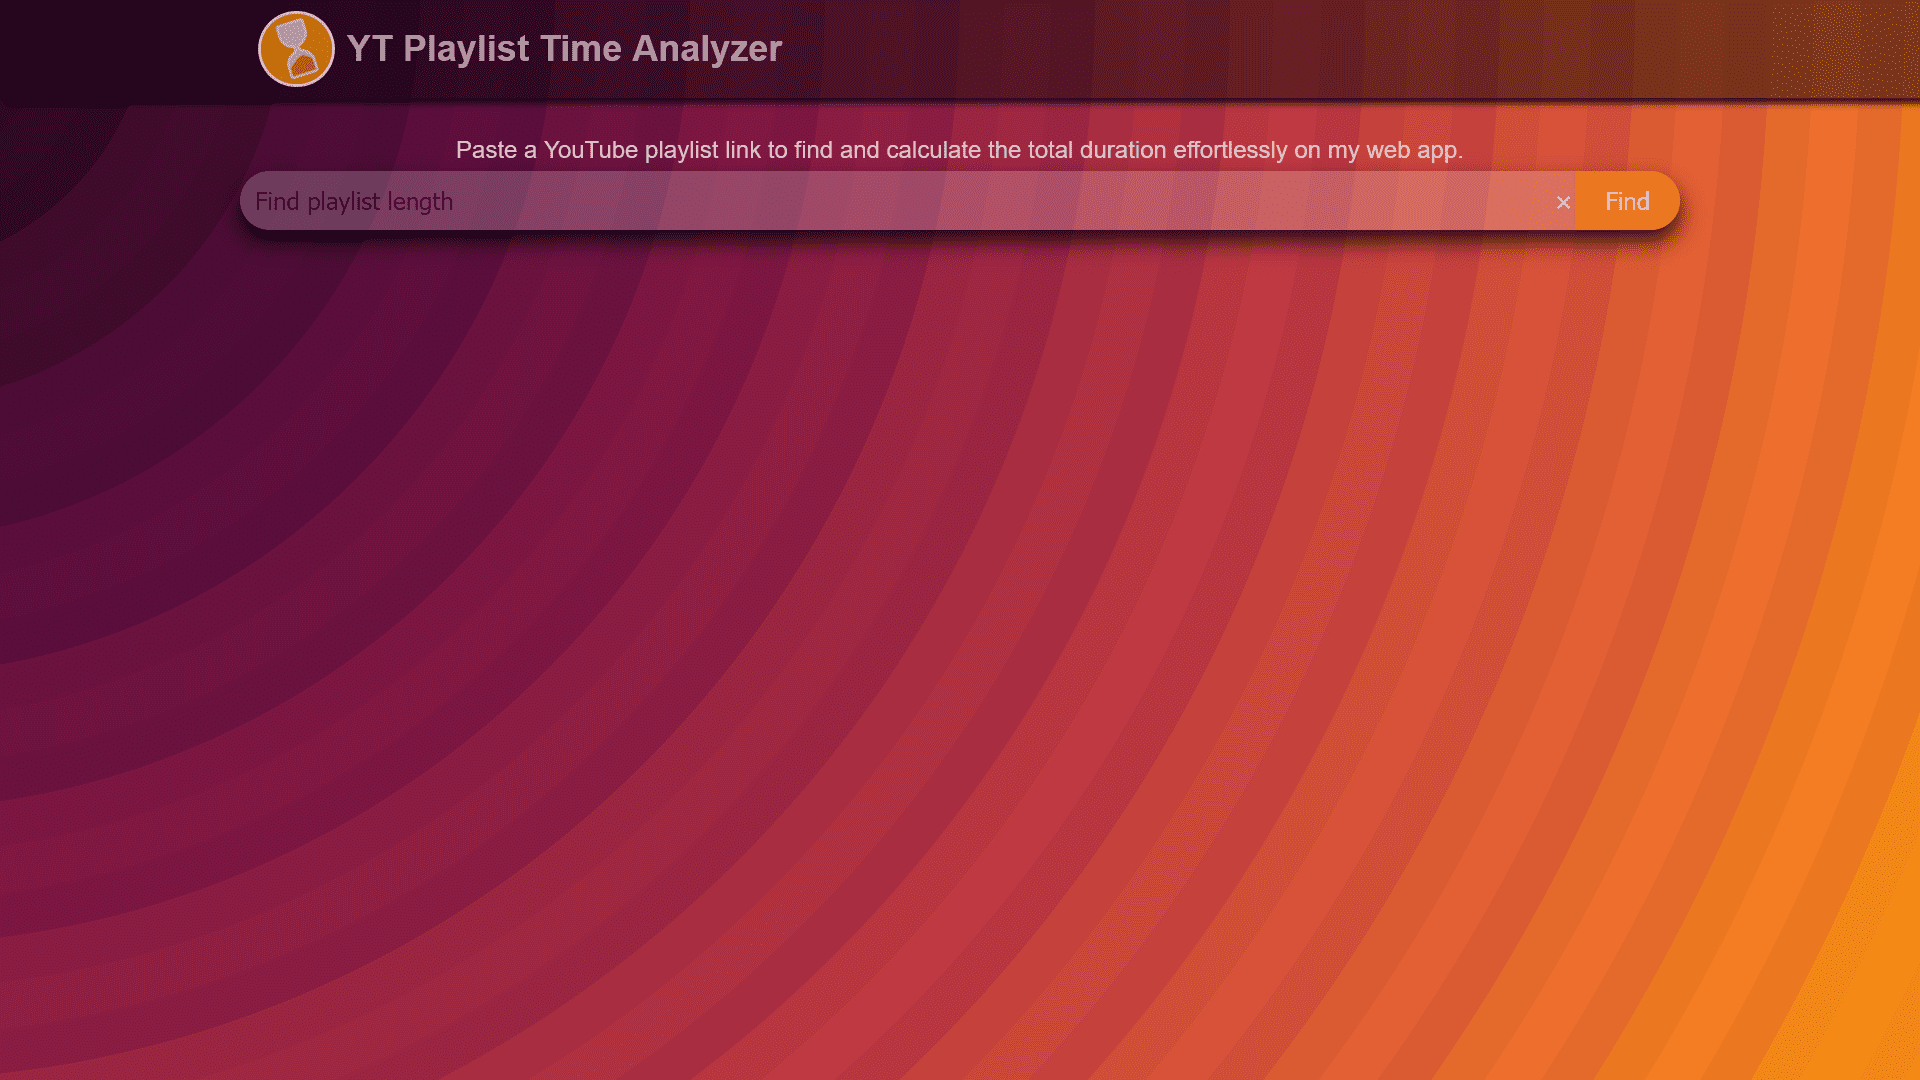 YT Playlist Time Analyzer
Paste a YouTube playlist link to find and calculate the total duration effortlessly on my web app.
Find playlist length × Find